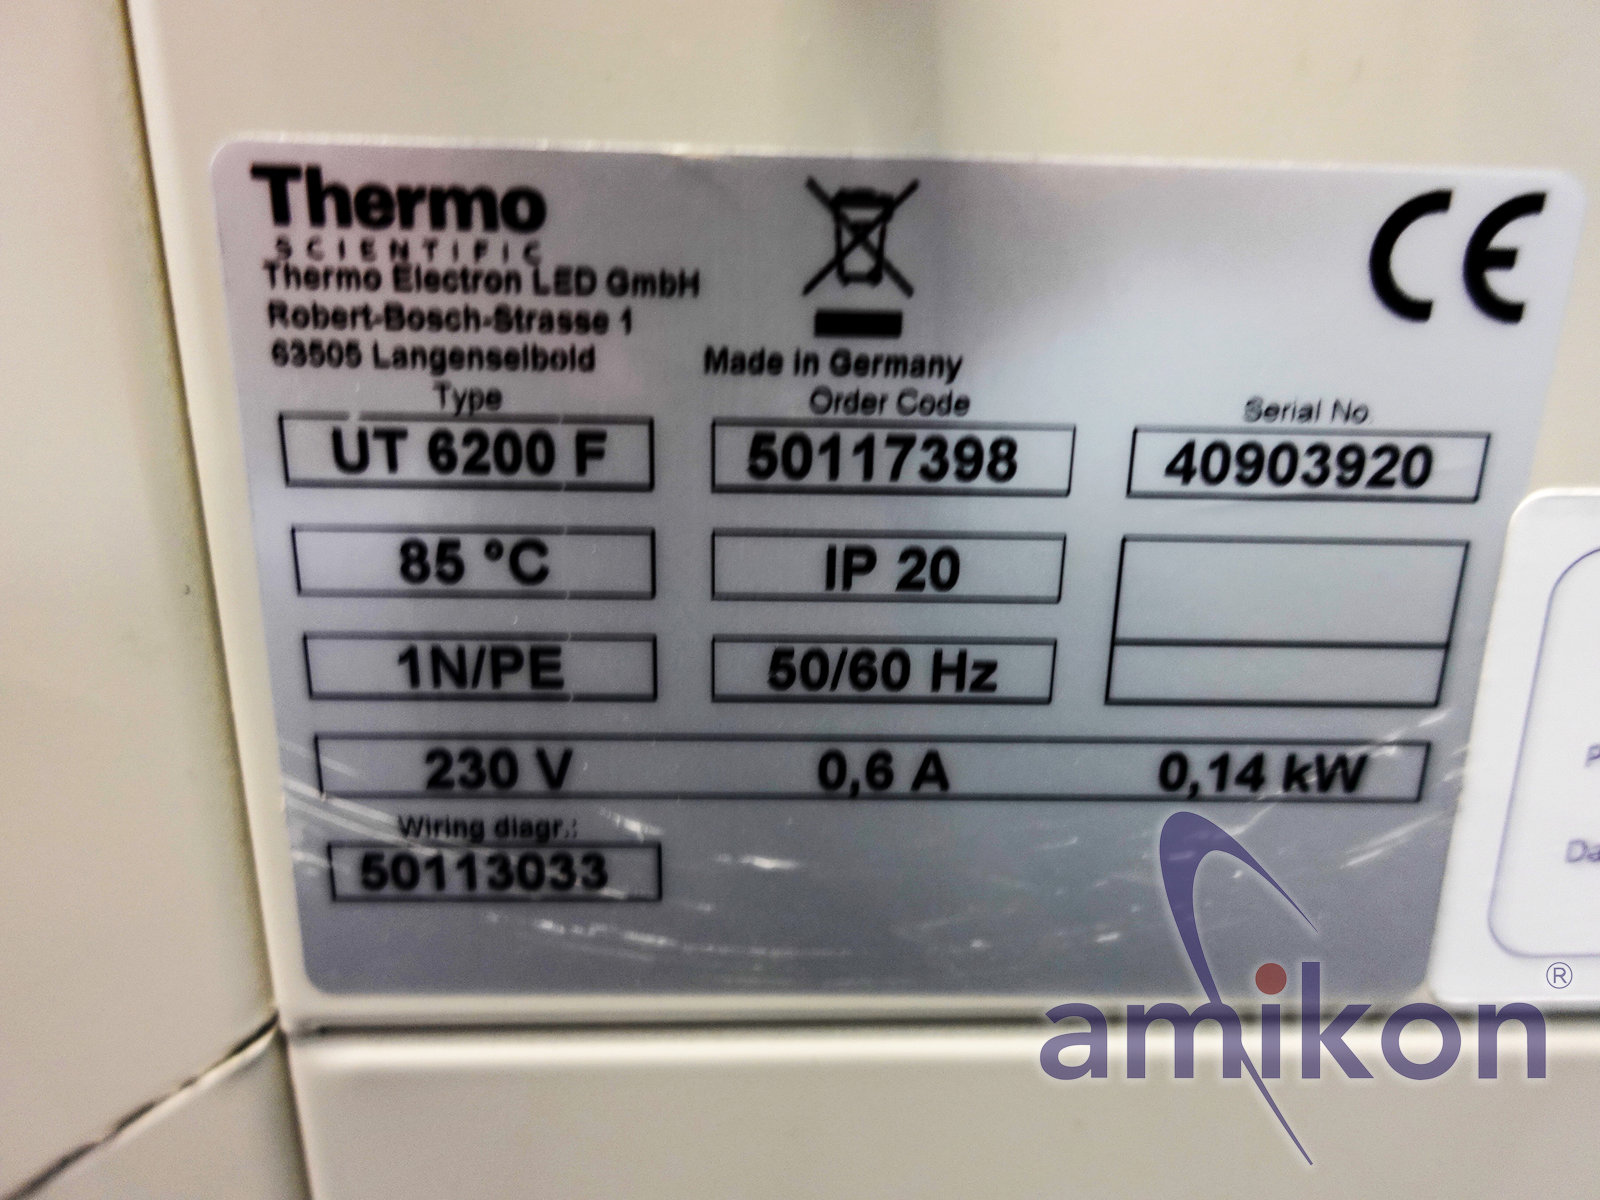 Thermo
SCIENTIFIC
Thermo Electron LED GmbH
Robert-Bosch-Strasse 1
63505 Langenselbold
Made in Germany
CE
Type
Order Code
Serial No.
UT 6200 F
50117398
40903920
85 °C
IP 20
1N/PE
50/60 Hz
230 V 0,6 A 0,14 kW
Wiring diagr.:
50113033
amikon®